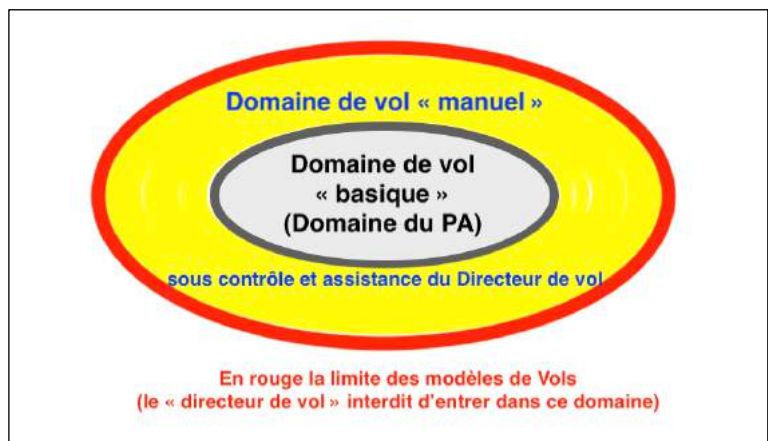 Domaine de vol « manuel »
Domaine de vol
« basique »
(Domaine du PA)
sous contrôle et assistance du Directeur de vol
En rouge la limite des modèles de Vols
(le « directeur de vol » interdit d'entrer dans ce domaine)